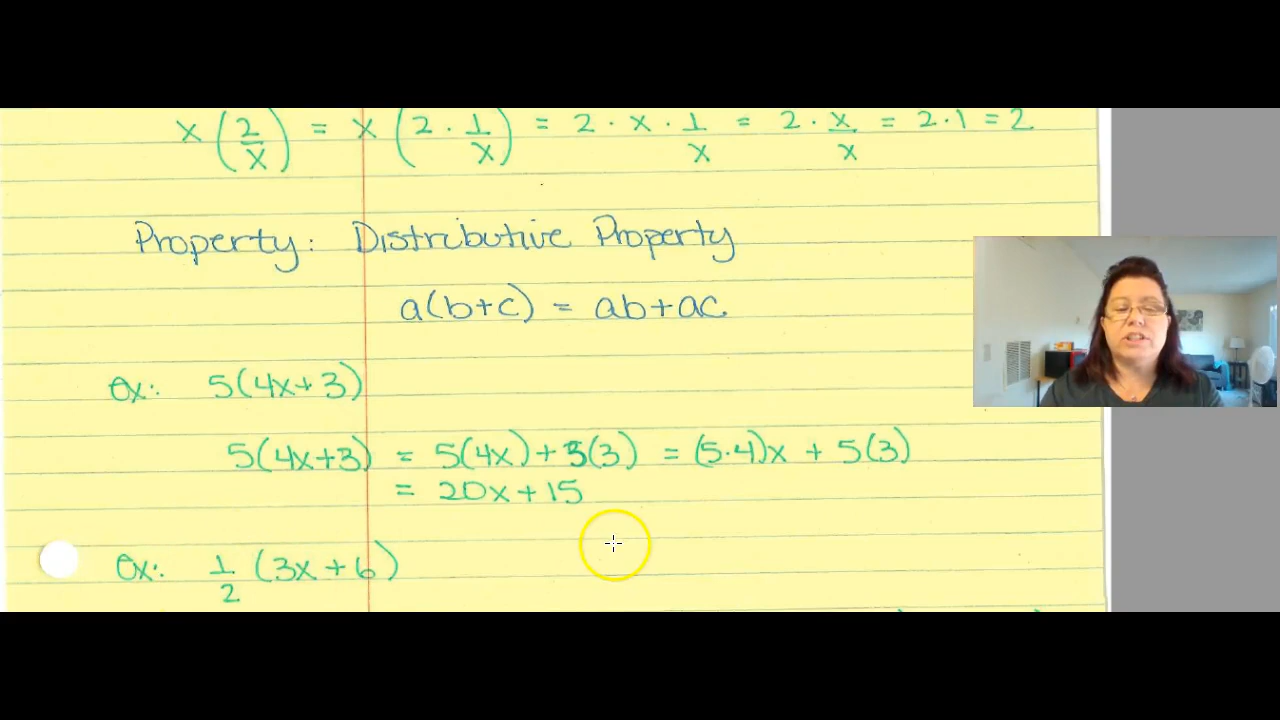 x (2/x) = x (2 · 1/x) = 2 · x · 1/x = 2 · x/x = 2·1 = 2
Property: Distributive Property
a(b+c) = ab+ac
Ex: 5(4x+3)
5(4x+3) = 5(4x)+5(3) = (5·4)x + 5(3)
= 20x+15
Ex: 1/2 (3x+6)